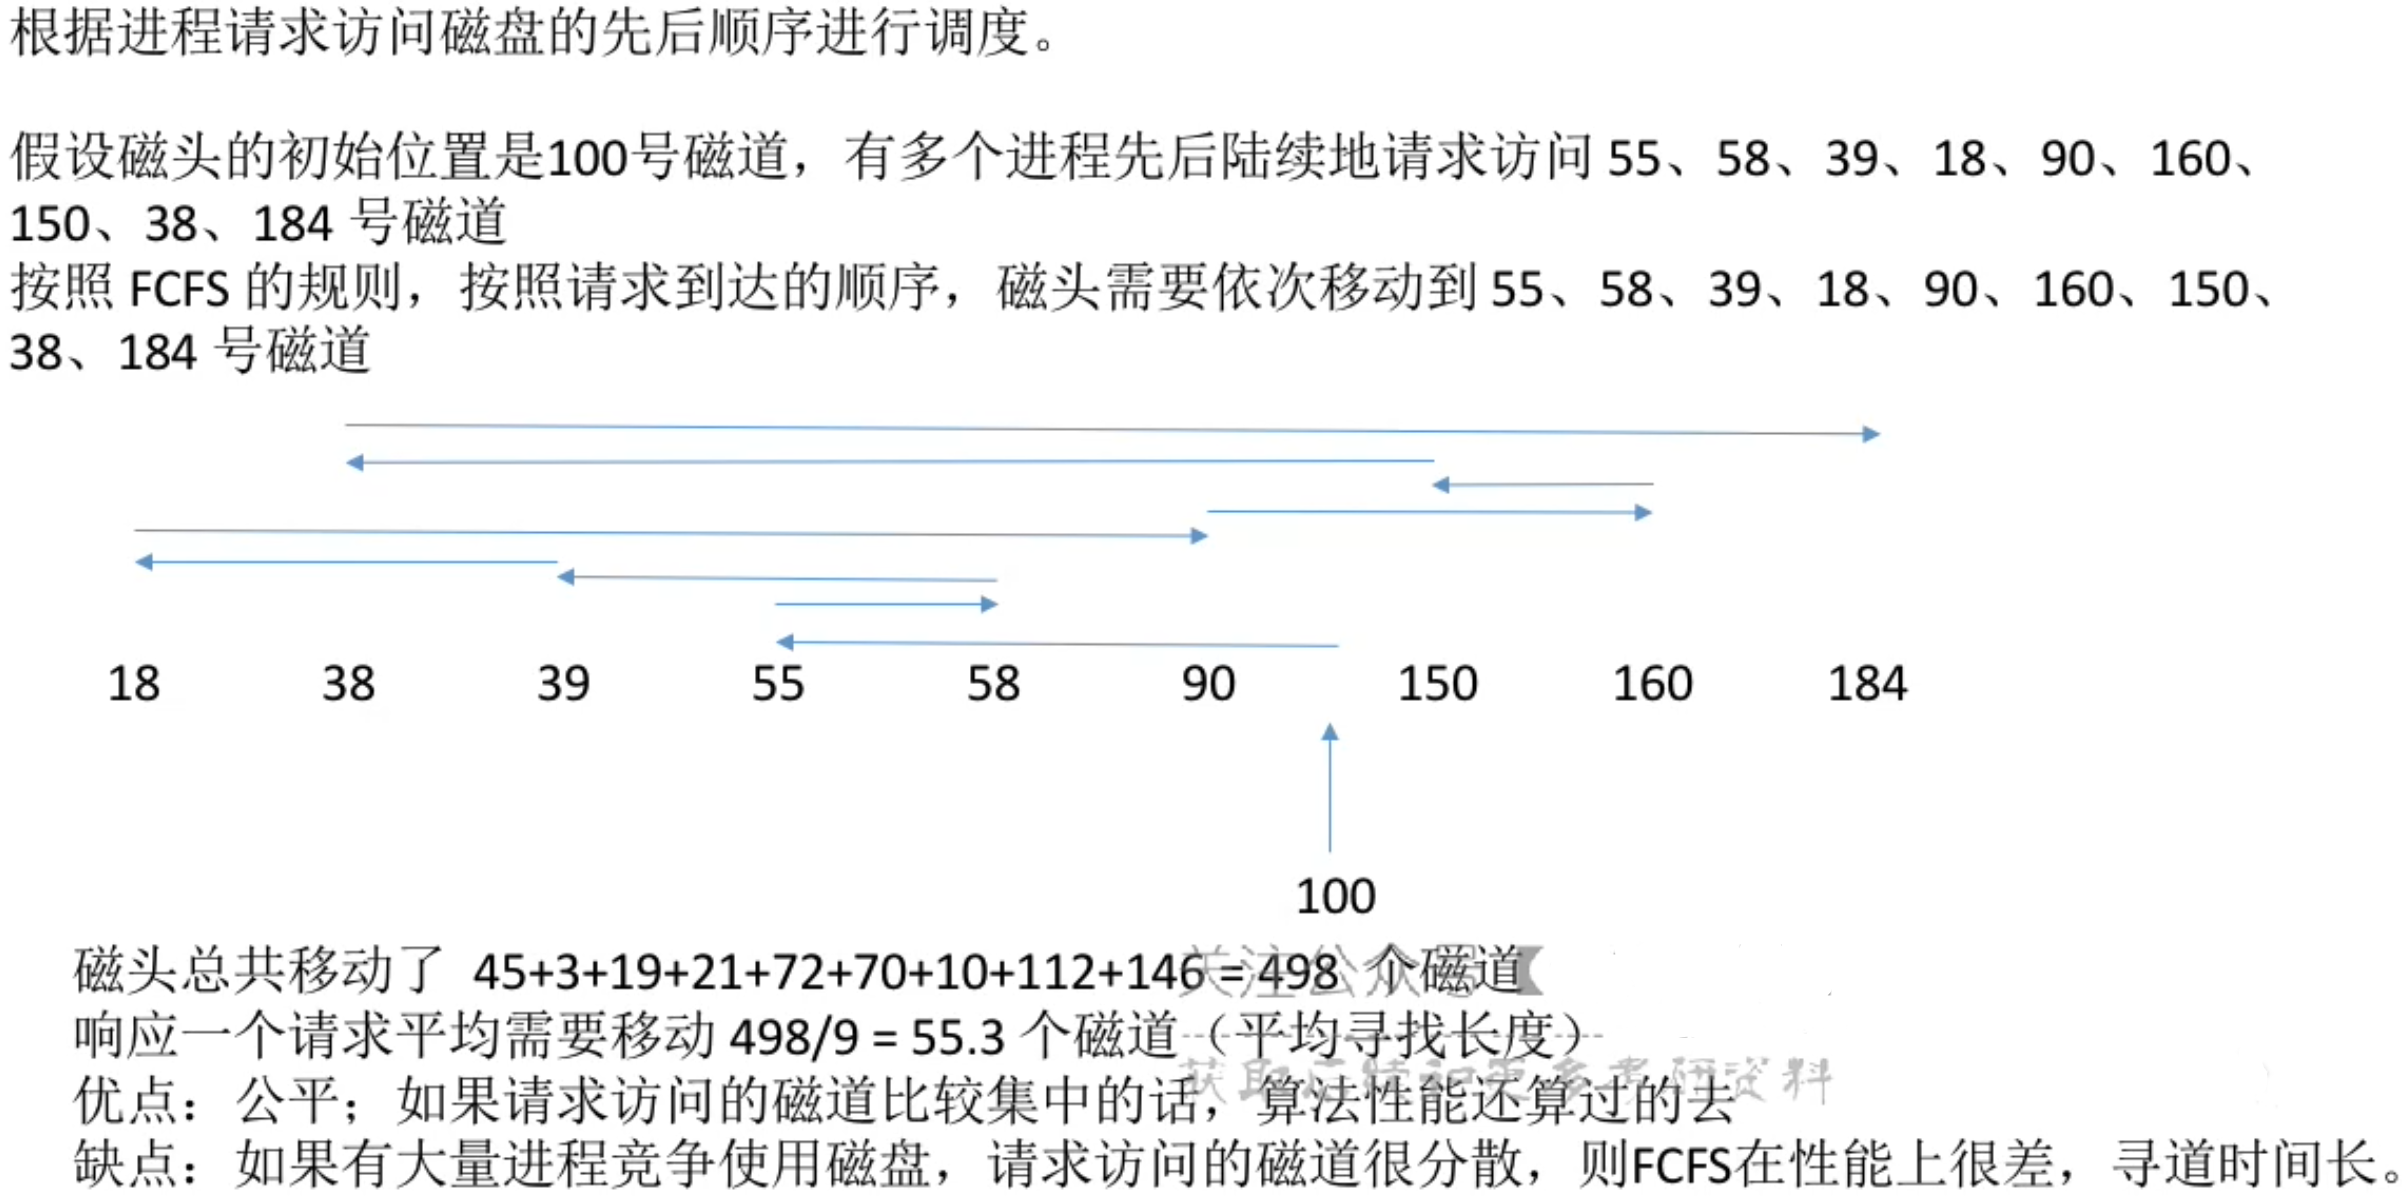 根据进程请求访问磁盘的先后顺序进行调度。
假设磁头的初始位置是100号磁道，有多个进程先后陆续地请求访问 55、58、39、18、90、160、
150、38、184 号磁道
按照 FCFS 的规则，按照请求到达的顺序，磁头需要依次移动到 55、58、39、18、90、160、150、
38、184 号磁道
18 38 39 55 58 90 150 160 184
100
磁头总共移动了 45+3+19+21+72+70+10+112+146 = 498 个磁道
响应一个请求平均需要移动 498/9 = 55.3 个磁道（平均寻找长度）
优点：公平；如果请求访问的磁道比较集中的话，算法性能还算过的去
缺点：如果有大量进程竞争使用磁盘，请求访问的磁道很分散，则FCFS在性能上很差，寻道时间长。
关注公众号